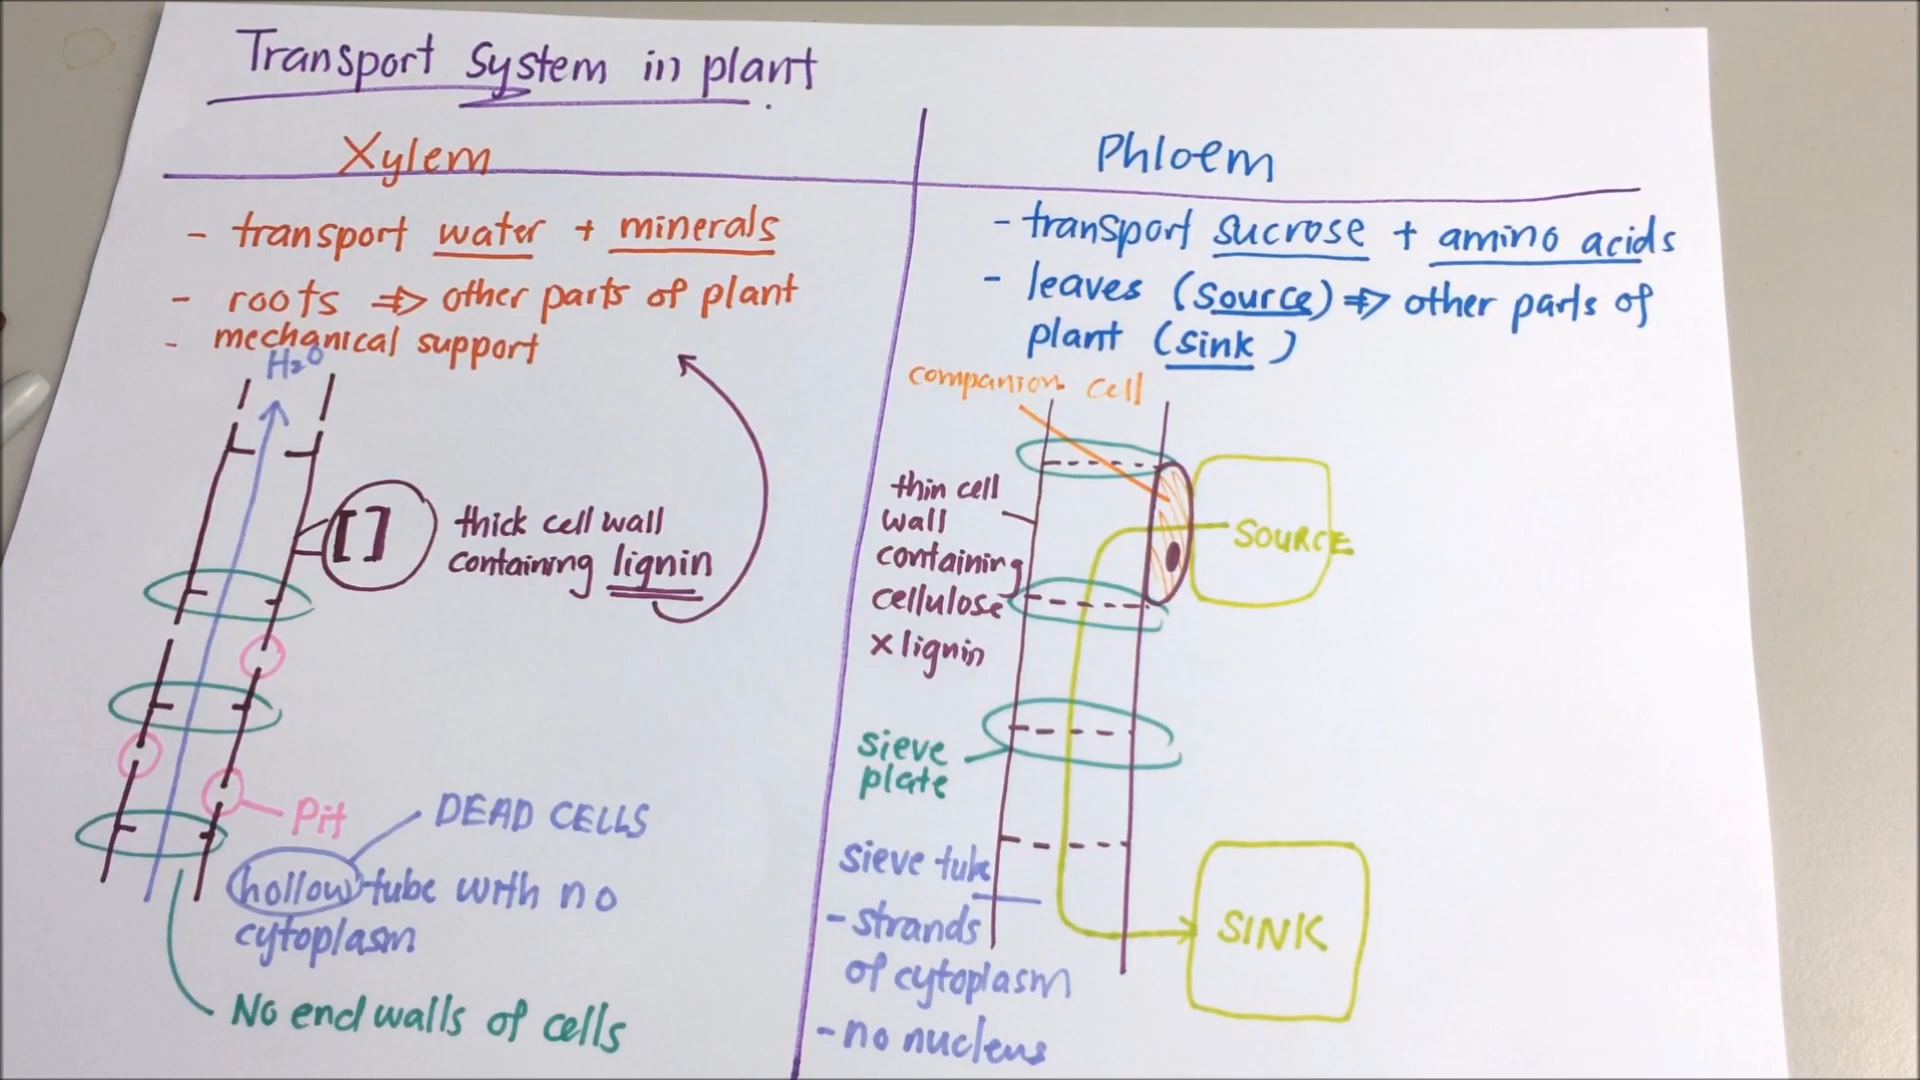 Transport System in plant
Xylem
- transport water + minerals
- roots ⇒ other parts of plant
- mechanical support
H₂O
[ ]
thick cell wall
containing lignin
Pit
DEAD CELLS
hollow tube with no
cytoplasm
No end walls of cells
Phloem
- transport sucrose + amino acids
- leaves (source) ⇒ other parts of
plant (sink)
companion cell
thin cell
wall
containing
cellulose
x lignin
SOURCE
sieve
plate
sieve tube
- strands
of cytoplasm
- no nucleus
SINK